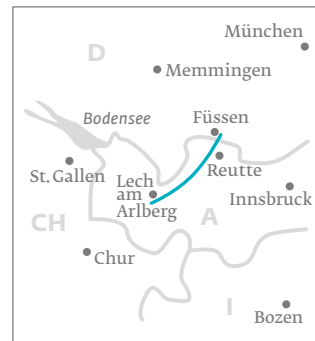 München
D
Memmingen
Bodensee
Füssen
St. Gallen
Reutte
Lech
am
Arlberg
Innsbruck
CH
A
Chur
I
Bozen